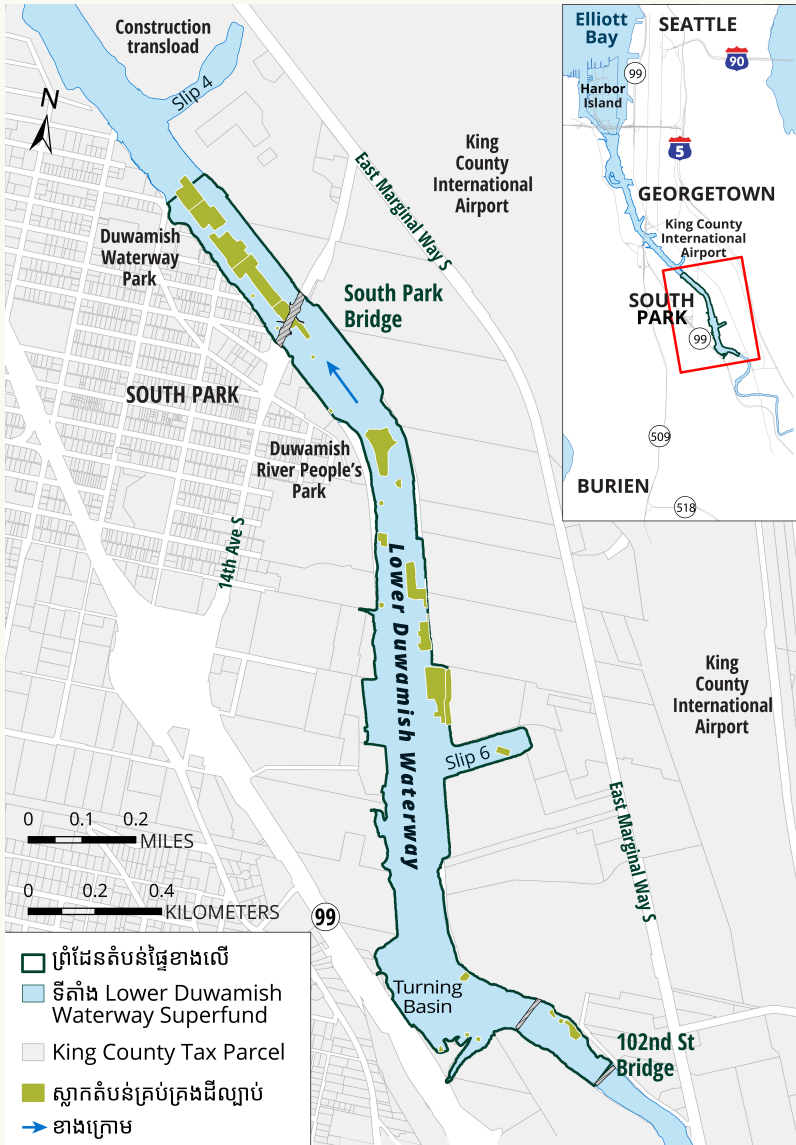 Construction
transload
Slip 4
N
King
County
International
Airport
East Marginal Way S
Duwamish
Waterway
Park
South Park
Bridge
SOUTH PARK
Duwamish
River People's
Park
14th Ave S
Lower Duwamish Waterway
King
County
International
Airport
Slip 6
East Marginal Way S
0 0.1 0.2
MILES
0 0.2 0.4
KILOMETERS
99
Turning
Basin
102nd St
Bridge
ព្រំដែនតំបន់ផ្ទៃខាងលើ
ទីតាំង Lower Duwamish
Waterway Superfund
King County Tax Parcel
ស្លាកតំបន់គ្រប់គ្រងដីល្បាប់
ខាងក្រោម
Elliott
Bay
SEATTLE
99
90
Harbor
Island
5
GEORGETOWN
King County
International
Airport
SOUTH
PARK
99
509
BURIEN
518